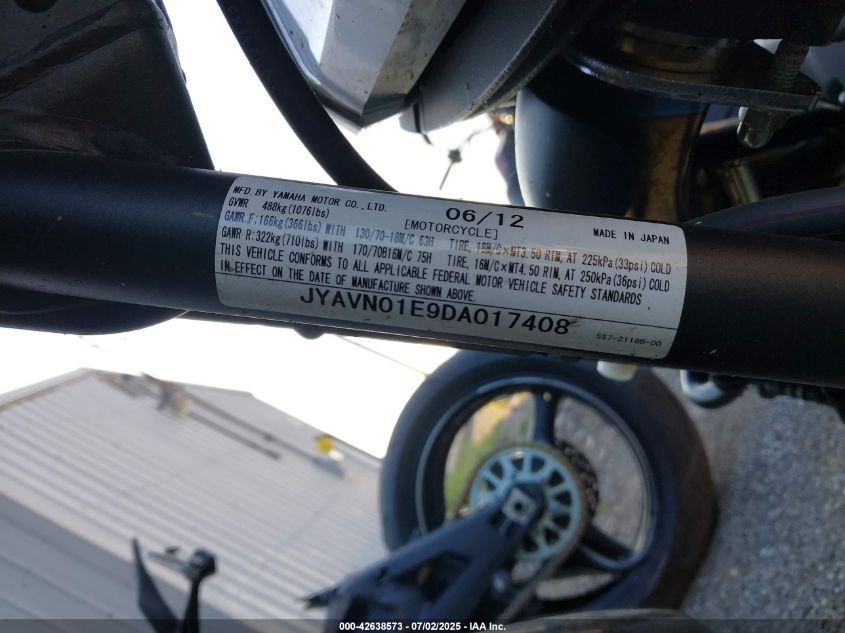 MFD. BY YAMAHA MOTOR CO., LTD. 06/12
GVWR 488kg(1076lbs) [MOTORCYCLE] MADE IN JAPAN
GAWR F:166kg(366lbs) WITH 130/70-18M/C 63H TIRE, 18M/C×MT3.50 RIM, AT 225kPa(33psi) COLD
GAWR R:322kg(710lbs) WITH 170/70B16M/C 75H TIRE, 16M/C×MT4.50 RIM, AT 250kPa(36psi) COLD
THIS VEHICLE CONFORMS TO ALL APPLICABLE FEDERAL MOTOR VEHICLE SAFETY STANDARDS
IN EFFECT ON THE DATE OF MANUFACTURE SHOWN ABOVE.
JYAVN01E9DA017408
5S7-2118B-00
000-42638573 - 07/02/2025 - IAA Inc.